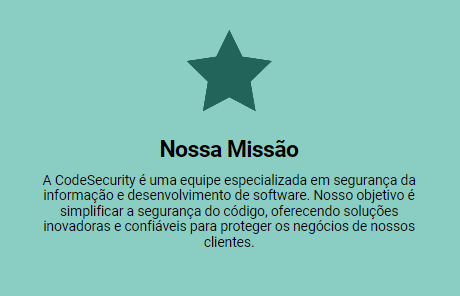 Nossa Missão
A CodeSecurity é uma equipe especializada em segurança da
informação e desenvolvimento de software. Nosso objetivo é
simplificar a segurança do código, oferecendo soluções
inovadoras e confiáveis para proteger os negócios de nossos
clientes.